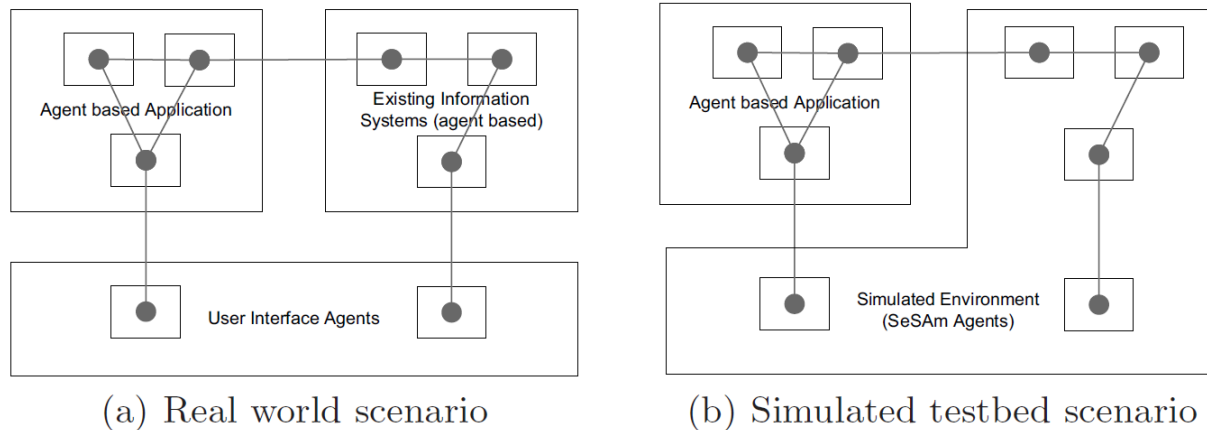 Agent based Application
Existing Information
Systems (agent based)
User Interface Agents
(a) Real world scenario
Agent based Application
Simulated Environment
(SeSAm Agents)
(b) Simulated testbed scenario